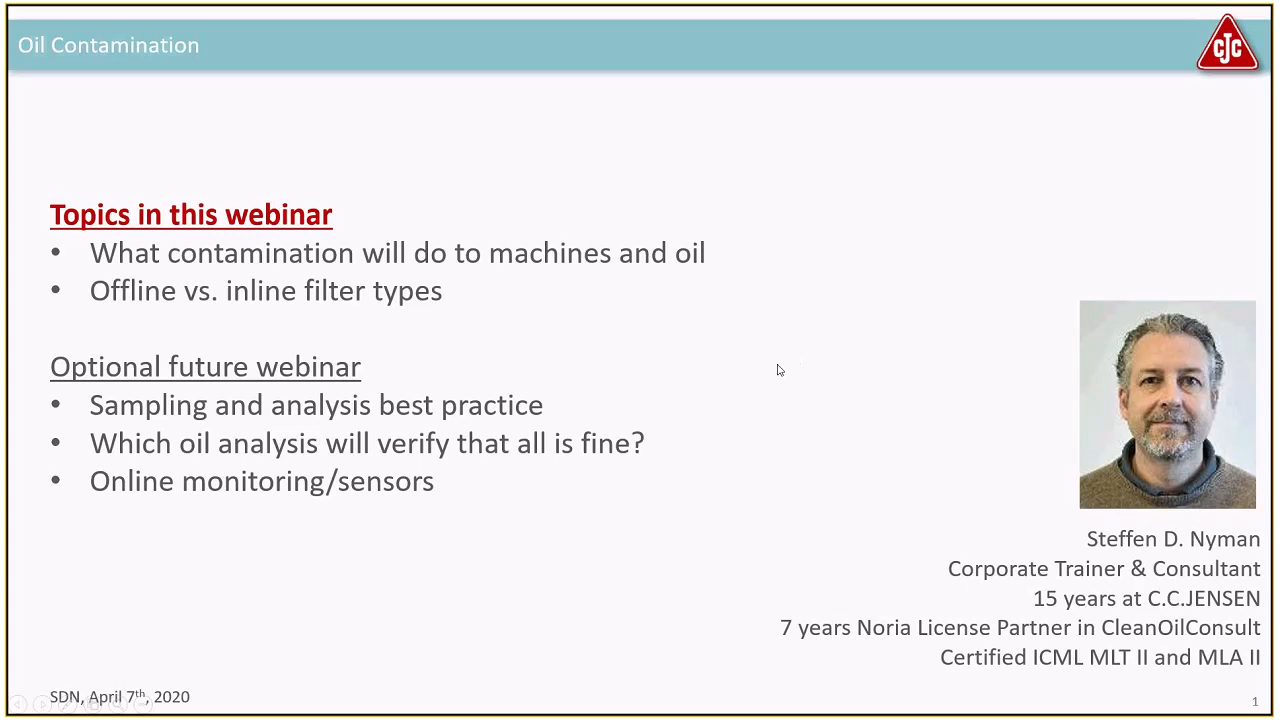 Oil Contamination
CJC
Topics in this webinar
• What contamination will do to machines and oil
• Offline vs. inline filter types
Optional future webinar
• Sampling and analysis best practice
• Which oil analysis will verify that all is fine?
• Online monitoring/sensors
Steffen D. Nyman
Corporate Trainer & Consultant
15 years at C.C.JENSEN
7 years Noria License Partner in CleanOilConsult
Certified ICML MLT II and MLA II
SDN, April 7th, 2020
1